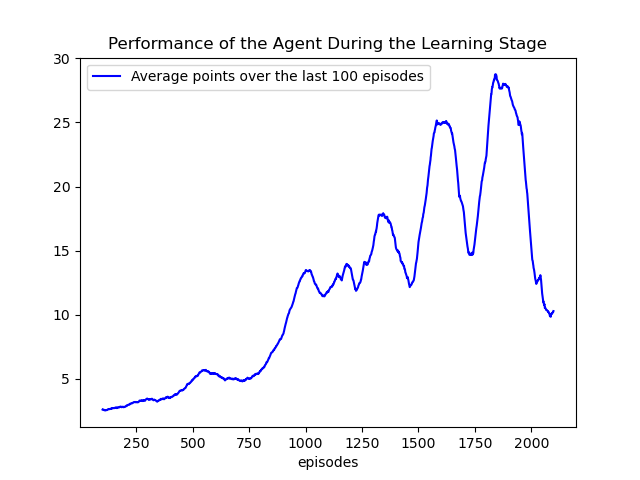 Performance of the Agent During the Learning Stage
Average points over the last 100 episodes
30
25
20
15
10
5
250 500 750 1000 1250 1500 1750 2000
episodes